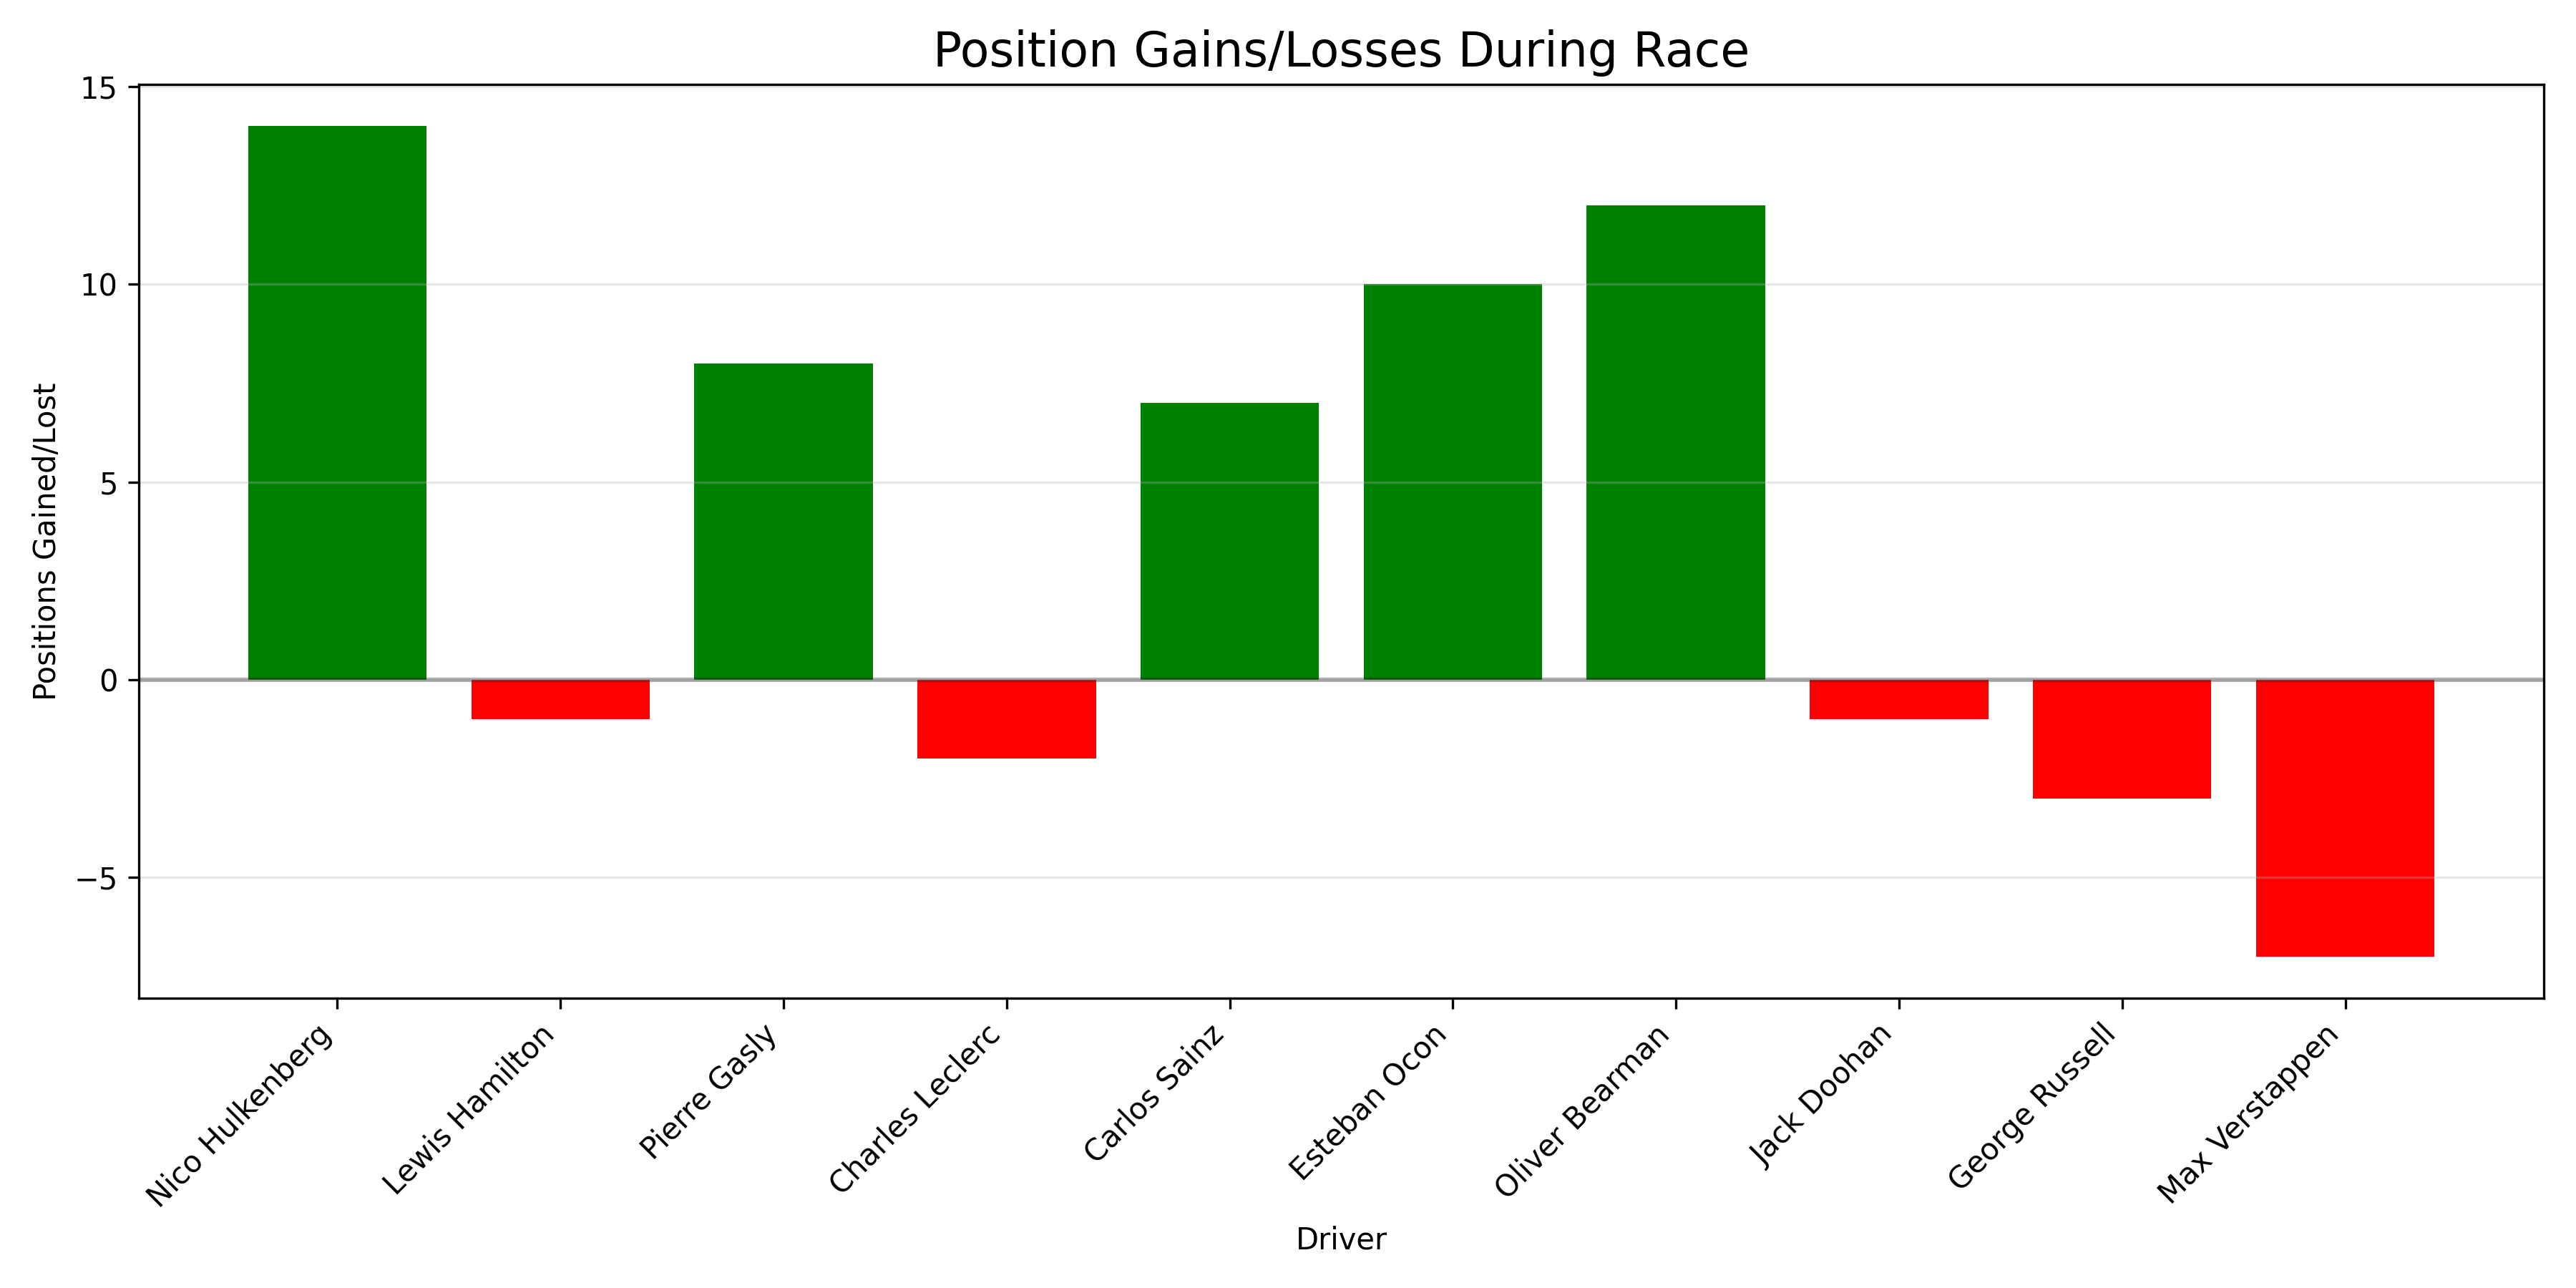 Position Gains/Losses During Race
Positions Gained/Lost
15
10
5
0
−5
Nico Hulkenberg
Lewis Hamilton
Pierre Gasly
Charles Leclerc
Carlos Sainz
Esteban Ocon
Oliver Bearman
Jack Doohan
George Russell
Max Verstappen
Driver